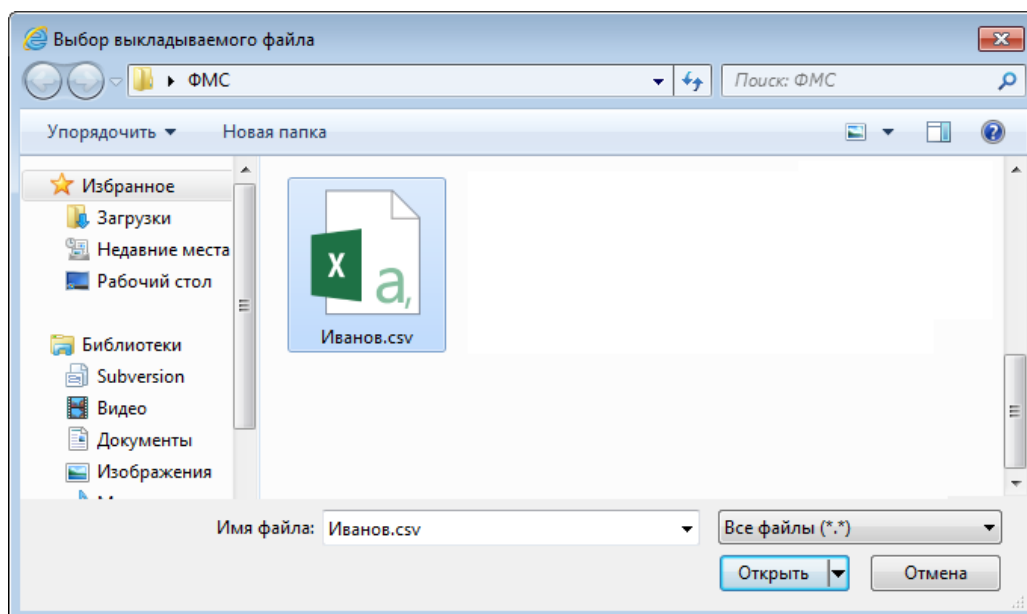 Выбор выкладываемого файла
ФМС
Поиск: ФМС
Упорядочить
Новая папка
Избранное
Загрузки
Недавние места
Рабочий стол
Библиотеки
Subversion
Видео
Документы
Изображения
X a,
Иванов.csv
Имя файла: Иванов.csv
Все файлы (*.*)
Открыть
Отмена